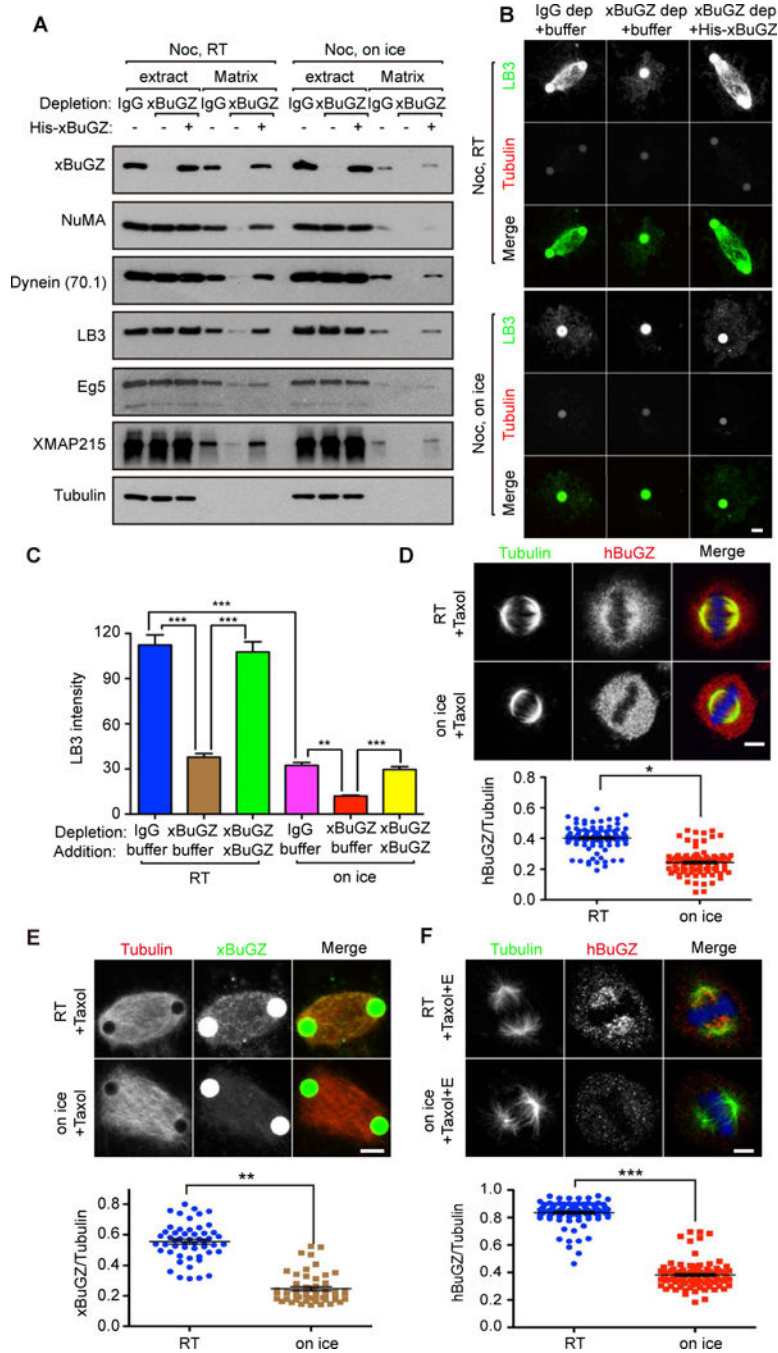 A
Noc, RT
Noc, on ice
extract
Matrix
extract
Matrix
Depletion: IgG xBuGZ IgG xBuGZ IgG xBuGZ IgG xBuGZ
His-xBuGZ: - - + - - + - - + - - +
xBuGZ
NuMA
Dynein (70.1)
LB3
Eg5
XMAP215
Tubulin
B
IgG dep
+buffer
xBuGZ dep
+buffer
xBuGZ dep
+His-xBuGZ
Noc, RT
LB3
Tubulin
Merge
Noc, on ice
LB3
Tubulin
Merge
C
LB3 intensity
120
90
60
30
0
***
***
***
**
***
Depletion: IgG xBuGZ xBuGZ IgG xBuGZ xBuGZ
Addition: buffer buffer xBuGZ buffer buffer xBuGZ
RT
on ice
D
Tubulin
hBuGZ
Merge
RT
+Taxol
on ice
+Taxol
hBuGZ/Tubulin
0.8
0.6
0.4
0.2
0.0
*
RT
on ice
E
Tubulin
xBuGZ
Merge
RT
+Taxol
on ice
+Taxol
xBuGZ/Tubulin
1.0
0.8
0.6
0.4
0.2
0.0
**
RT
on ice
F
Tubulin
hBuGZ
Merge
RT
+Taxol+E
on ice
+Taxol+E
hBuGZ/Tubulin
1.0
0.8
0.6
0.4
0.2
0.0
***
RT
on ice